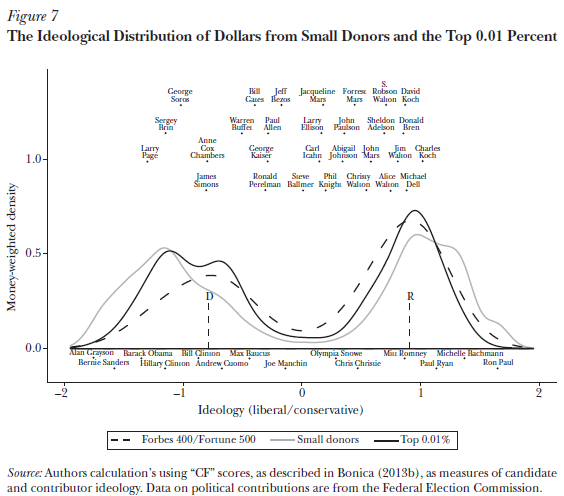 Figure 7
The Ideological Distribution of Dollars from Small Donors and the Top 0.01 Percent
Money-weighted density
1.0
0.5
0.0
George Soros
Bill Gates
Jeff Bezos
Jacqueline Mars
Forrest Mars
S. Robson Walton
David Koch
Sergey Brin
Warren Buffet
Paul Allen
Larry Ellison
John Paulson
Sheldon Adelson
Donald Bren
Larry Page
Anne Cox Chambers
George Kaiser
Carl Icahn
Abigail Johnson
John Mars
Jim Walton
Charles Koch
James Simons
Ronald Perelman
Steve Ballmer
Phil Knight
Christy Walton
Alice Walton
Michael Dell
D
R
Alan Grayson
Barack Obama
Bill Clinton
Max Baucus
Olympia Snowe
Mitt Romney
Michelle Bachmann
Bernie Sanders
Hillary Clinton
Andrew Cuomo
Joe Manchin
Chris Christie
Paul Ryan
Ron Paul
−2 −1 0 1 2
Ideology (liberal/conservative)
Forbes 400/Fortune 500 Small donors Top 0.01%
Source: Authors calculation's using "CF" scores, as described in Bonica (2013b), as measures of candidate
and contributor ideology. Data on political contributions are from the Federal Election Commission.